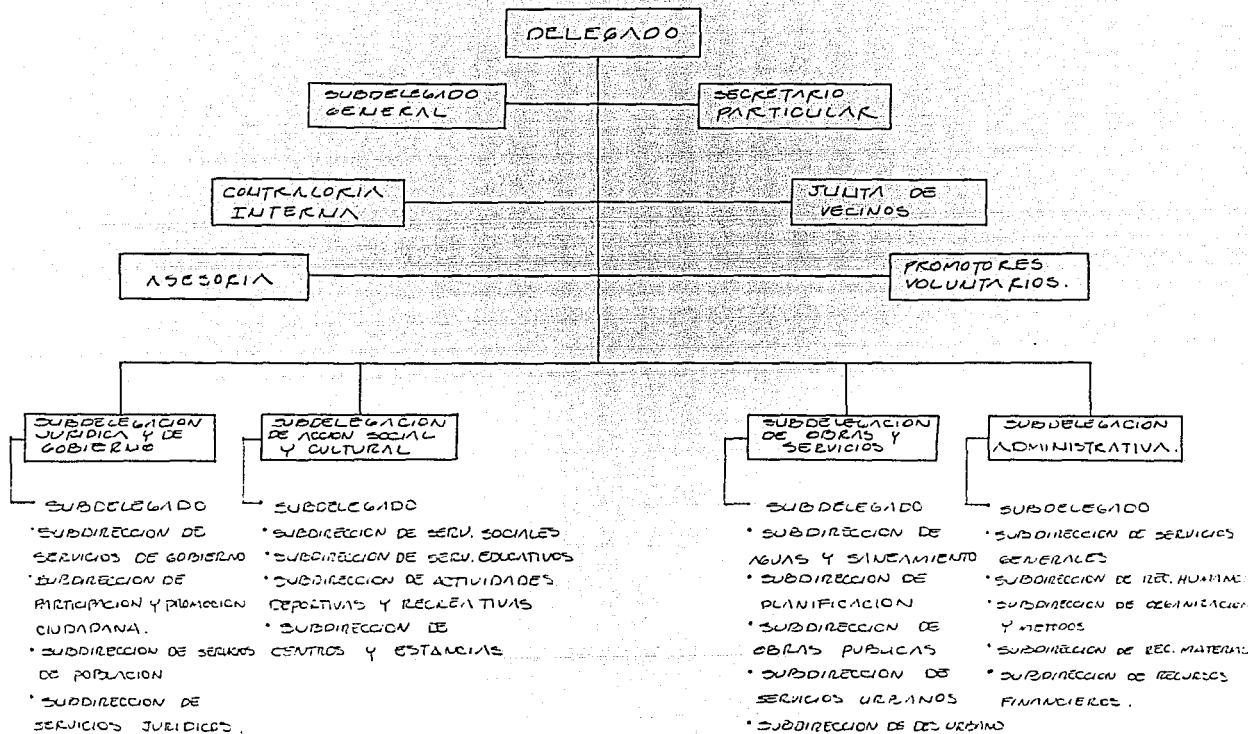 DELEGADO
SUBDELEGADO
GENERAL
SECRETARIO
PARTICULAR
CONTRALORIA
INTERNA
JUNTA DE
VECINOS
ASESORIA
PROMOTORES
VOLUNTARIOS.
SUBDELEGACION
JURIDICA Y DE
GOBIERNO
SUBDELEGADO
• SUBDIRECCION DE
SERVICIOS DE GOBIERNO
• SUBDIRECCION DE
PARTICIPACION Y PROMOCION
CIUDADANA.
• SUBDIRECCION DE SERVICIOS
DE POBLACION
• SUBDIRECCION DE
SERVICIOS JURIDICOS.
SUBDELEGACION
DE ACCION SOCIAL
Y CULTURAL
SUBDELEGADO
• SUBDIRECCION DE SERV. SOCIALES
• SUBDIRECCION DE SERV. EDUCATIVOS
• SUBDIRECCION DE ACTIVIDADES
DEPORTIVAS Y RECREATIVAS
• SUBDIRECCION DE
CENTROS Y ESTANCIAS
SUBDELEGACION
DE OBRAS Y
SERVICIOS
SUBDELEGADO
• SUBDIRECCION DE
AGUAS Y SANEAMIENTO
• SUBDIRECCION DE
PLANIFICACION
• SUBDIRECCION DE
OBRAS PUBLICAS
• SUBDIRECCION DE
SERVICIOS URBANOS
• SUBDIRECCION DE DES URBANO
SUBDELEGACION
ADMINISTRATIVA.
SUBDELEGADO
• SUBDIRECCION DE SERVICIOS
GENERALES
• SUBDIRECCION DE REC. HUMAN
• SUBDIRECCION DE ORGANIZACION
Y METODOS
• SUBDIRECCION DE REC. MATERIAL
• SUBDIRECCION DE RECURSOS
FINANCIEROS.